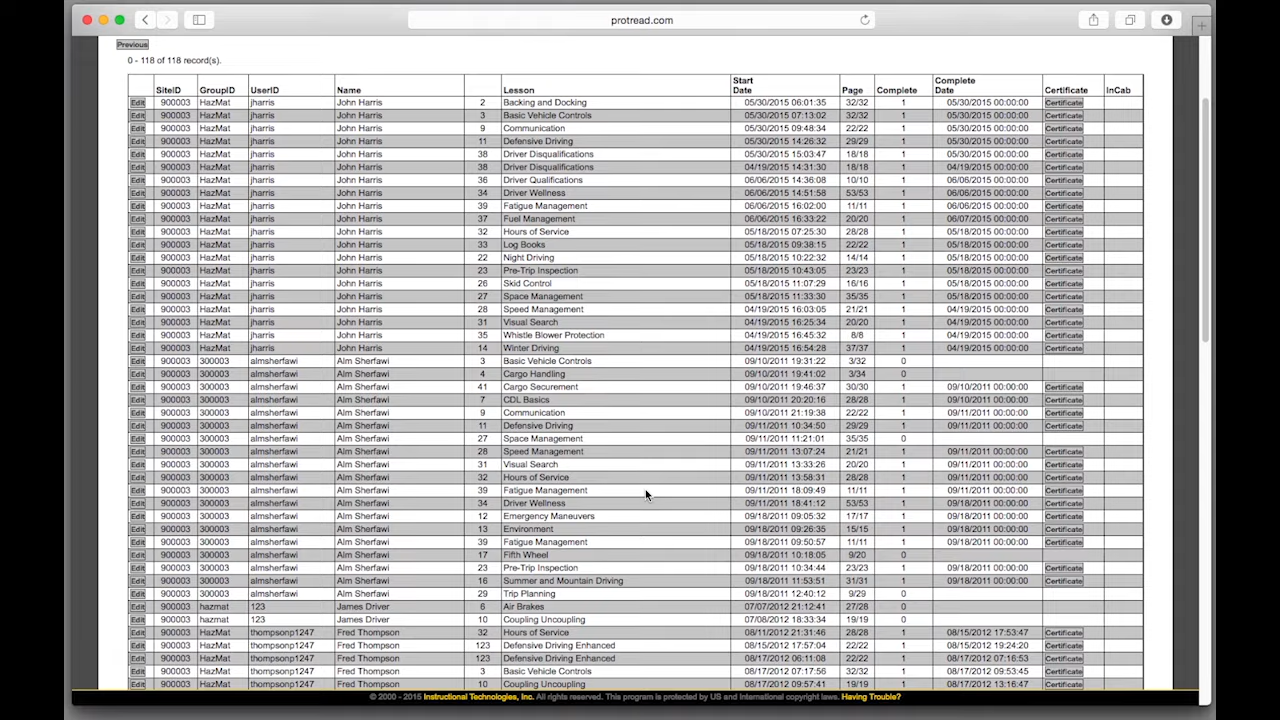 protread.com
Previous
0 - 118 of 118 record(s).
SiteID GroupID UserID Name Lesson Start Date Page Complete Complete Date Certificate InCab
Edit 900003 HazMat jharris John Harris 2 Backing and Docking 05/30/2015 06:01:35 32/32 1 05/30/2015 00:00:00 Certificate
Edit 900003 HazMat jharris John Harris 3 Basic Vehicle Controls 05/30/2015 07:13:02 32/32 1 05/30/2015 00:00:00 Certificate
Edit 900003 HazMat jharris John Harris 9 Communication 05/30/2015 09:48:34 22/22 1 05/30/2015 00:00:00 Certificate
Edit 900003 HazMat jharris John Harris 11 Defensive Driving 05/30/2015 14:26:32 29/29 1 05/30/2015 00:00:00 Certificate
Edit 900003 HazMat jharris John Harris 38 Driver Disqualifications 05/30/2015 15:03:47 18/18 1 05/30/2015 00:00:00 Certificate
Edit 900003 HazMat jharris John Harris 38 Driver Disqualifications 04/19/2015 14:31:30 18/18 1 04/19/2015 00:00:00 Certificate
Edit 900003 HazMat jharris John Harris 36 Driver Qualifications 06/06/2015 14:36:08 10/10 1 06/06/2015 00:00:00 Certificate
Edit 900003 HazMat jharris John Harris 34 Driver Wellness 06/06/2015 14:51:58 53/53 1 06/06/2015 00:00:00 Certificate
Edit 900003 HazMat jharris John Harris 39 Fatigue Management 06/06/2015 16:02:00 11/11 1 06/06/2015 00:00:00 Certificate
Edit 900003 HazMat jharris John Harris 37 Fuel Management 06/06/2015 16:33:22 20/20 1 06/07/2015 00:00:00 Certificate
Edit 900003 HazMat jharris John Harris 32 Hours of Service 05/18/2015 07:25:30 28/28 1 05/18/2015 00:00:00 Certificate
Edit 900003 HazMat jharris John Harris 33 Log Books 05/18/2015 09:38:15 22/22 1 05/18/2015 00:00:00 Certificate
Edit 900003 HazMat jharris John Harris 22 Night Driving 05/18/2015 10:22:32 14/14 1 05/18/2015 00:00:00 Certificate
Edit 900003 HazMat jharris John Harris 23 Pre-Trip Inspection 05/18/2015 10:43:05 23/23 1 05/18/2015 00:00:00 Certificate
Edit 900003 HazMat jharris John Harris 26 Skid Control 05/18/2015 11:07:29 16/16 1 05/18/2015 00:00:00 Certificate
Edit 900003 HazMat jharris John Harris 27 Space Management 05/18/2015 11:33:30 35/35 1 05/18/2015 00:00:00 Certificate
Edit 900003 HazMat jharris John Harris 28 Speed Management 04/19/2015 16:03:05 21/21 1 04/19/2015 00:00:00 Certificate
Edit 900003 HazMat jharris John Harris 31 Visual Search 04/19/2015 16:25:34 20/20 1 04/19/2015 00:00:00 Certificate
Edit 900003 HazMat jharris John Harris 35 Whistle Blower Protection 04/19/2015 16:45:32 8/8 1 04/19/2015 00:00:00 Certificate
Edit 900003 HazMat jharris John Harris 14 Winter Driving 04/19/2015 16:54:28 37/37 1 04/19/2015 00:00:00 Certificate
Edit 900003 300003 almsherfawi Alm Sherfawi 3 Basic Vehicle Controls 09/10/2011 19:31:22 3/32 0
Edit 900003 300003 almsherfawi Alm Sherfawi 4 Cargo Handling 09/10/2011 19:41:02 3/34 0
Edit 900003 300003 almsherfawi Alm Sherfawi 41 Cargo Securement 09/10/2011 19:46:37 30/30 1 09/10/2011 00:00:00 Certificate
Edit 900003 300003 almsherfawi Alm Sherfawi 7 CDL Basics 09/10/2011 20:20:16 28/28 1 09/10/2011 00:00:00 Certificate
Edit 900003 300003 almsherfawi Alm Sherfawi 9 Communication 09/10/2011 21:19:38 22/22 1 09/11/2011 00:00:00 Certificate
Edit 900003 300003 almsherfawi Alm Sherfawi 11 Defensive Driving 09/11/2011 10:34:50 29/29 1 09/11/2011 00:00:00 Certificate
Edit 900003 300003 almsherfawi Alm Sherfawi 27 Space Management 09/11/2011 11:21:01 35/35 0
Edit 900003 300003 almsherfawi Alm Sherfawi 28 Speed Management 09/11/2011 13:07:24 21/21 1 09/11/2011 00:00:00 Certificate
Edit 900003 300003 almsherfawi Alm Sherfawi 31 Visual Search 09/11/2011 13:33:26 20/20 1 09/11/2011 00:00:00 Certificate
Edit 900003 300003 almsherfawi Alm Sherfawi 32 Hours of Service 09/11/2011 13:58:31 28/28 1 09/11/2011 00:00:00 Certificate
Edit 900003 300003 almsherfawi Alm Sherfawi 39 Fatigue Management 09/11/2011 18:09:49 11/11 1 09/11/2011 00:00:00 Certificate
Edit 900003 300003 almsherfawi Alm Sherfawi 34 Driver Wellness 09/11/2011 18:41:12 53/53 1 09/18/2011 00:00:00 Certificate
Edit 900003 300003 almsherfawi Alm Sherfawi 12 Emergency Maneuvers 09/18/2011 09:05:32 17/17 1 09/18/2011 00:00:00 Certificate
Edit 900003 300003 almsherfawi Alm Sherfawi 13 Environment 09/18/2011 09:26:35 15/15 1 09/18/2011 00:00:00 Certificate
Edit 900003 300003 almsherfawi Alm Sherfawi 39 Fatigue Management 09/18/2011 09:50:57 11/11 1 09/18/2011 00:00:00 Certificate
Edit 900003 300003 almsherfawi Alm Sherfawi 17 Fifth Wheel 09/18/2011 10:18:05 9/20 0
Edit 900003 300003 almsherfawi Alm Sherfawi 23 Pre-Trip Inspection 09/18/2011 10:34:44 23/23 1 09/18/2011 00:00:00 Certificate
Edit 900003 300003 almsherfawi Alm Sherfawi 16 Summer and Mountain Driving 09/18/2011 11:53:51 31/31 1 09/18/2011 00:00:00 Certificate
Edit 900003 300003 almsherfawi Alm Sherfawi 29 Trip Planning 09/18/2011 12:40:12 9/29 0
Edit 900003 hazmat 123 James Driver 6 Air Brakes 07/07/2012 21:12:41 27/28 0
Edit 900003 hazmat 123 James Driver 10 Coupling Uncoupling 07/08/2012 18:33:34 19/19 0
Edit 900003 HazMat thompsonp1247 Fred Thompson 32 Hours of Service 08/11/2012 21:31:46 28/28 1 08/15/2012 17:53:47 Certificate
Edit 900003 HazMat thompsonp1247 Fred Thompson 123 Defensive Driving Enhanced 08/15/2012 17:57:04 22/22 1 08/15/2012 19:24:20 Certificate
Edit 900003 HazMat thompsonp1247 Fred Thompson 123 Defensive Driving Enhanced 08/17/2012 06:11:08 22/22 1 08/17/2012 07:16:53 Certificate
Edit 900003 HazMat thompsonp1247 Fred Thompson 3 Basic Vehicle Controls 08/17/2012 07:17:56 32/32 1 08/17/2012 09:53:45 Certificate
Edit 900003 HazMat thompsonp1247 Fred Thompson 10 Coupling Uncoupling 08/17/2012 09:57:41 19/19 1 08/17/2012 13:16:47 Certificate
© 2000 - 2015 Instructional Technologies, Inc. All rights reserved. This program is protected by US and International copyright laws. Having Trouble?